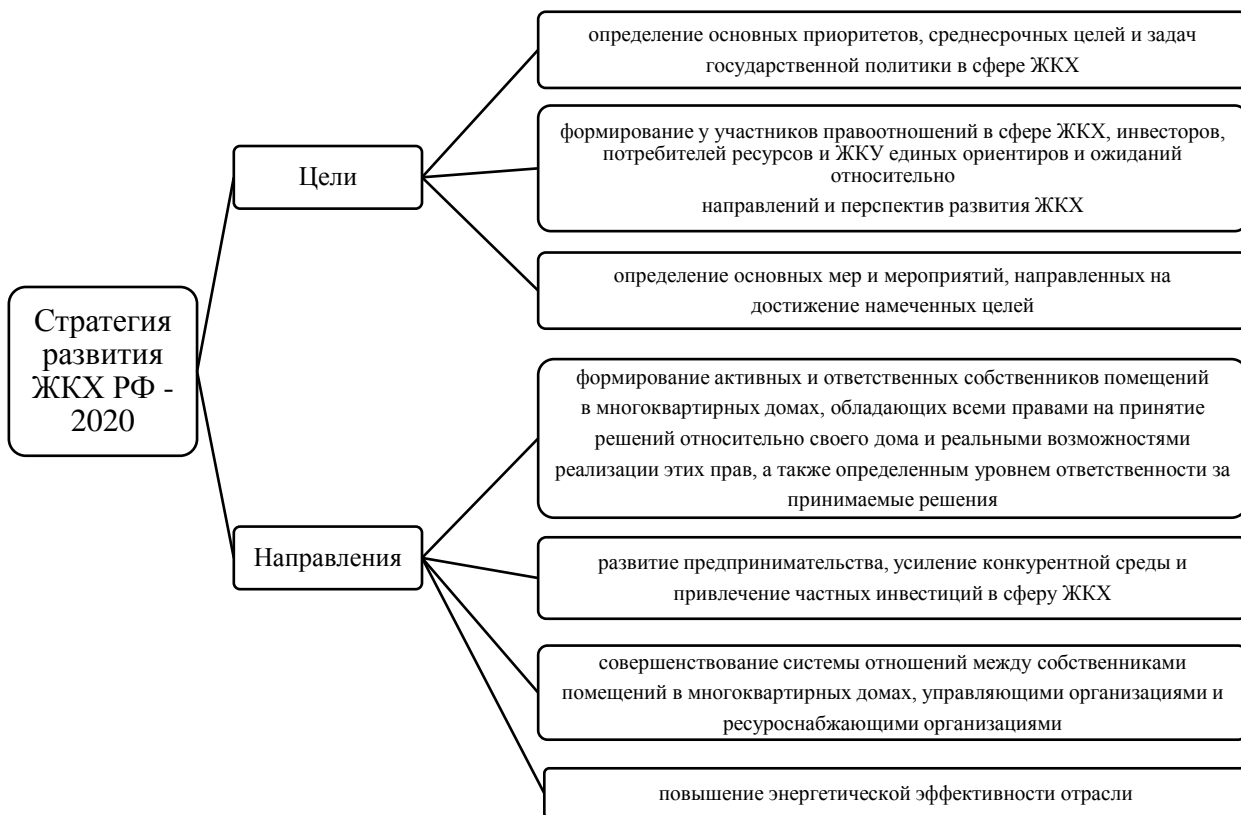 Стратегия
развития
ЖКХ РФ -
2020
Цели
определение основных приоритетов, среднесрочных целей и задач
государственной политики в сфере ЖКХ
формирование у участников правоотношений в сфере ЖКХ, инвесторов,
потребителей ресурсов и ЖКУ единых ориентиров и ожиданий
относительно
направлений и перспектив развития ЖКХ
определение основных мер и мероприятий, направленных на
достижение намеченных целей
Направления
формирование активных и ответственных собственников помещений
в многоквартирных домах, обладающих всеми правами на принятие
решений относительно своего дома и реальными возможностями
реализации этих прав, а также определенным уровнем ответственности за
принимаемые решения
развитие предпринимательства, усиление конкурентной среды и
привлечение частных инвестиций в сферу ЖКХ
совершенствование системы отношений между собственниками
помещений в многоквартирных домах, управляющими организациями и
ресуроснабжающими организациями
повышение энергетической эффективности отрасли